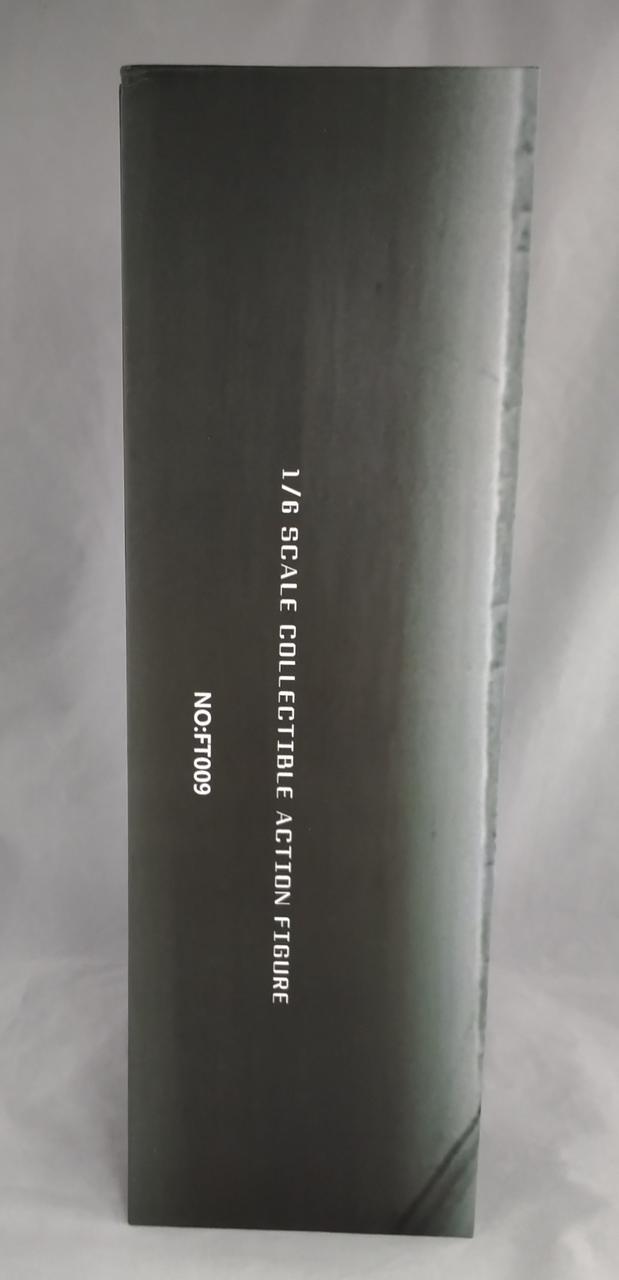 1/6 SCALE COLLECTIBLE ACTION FIGURE
NO:FT009